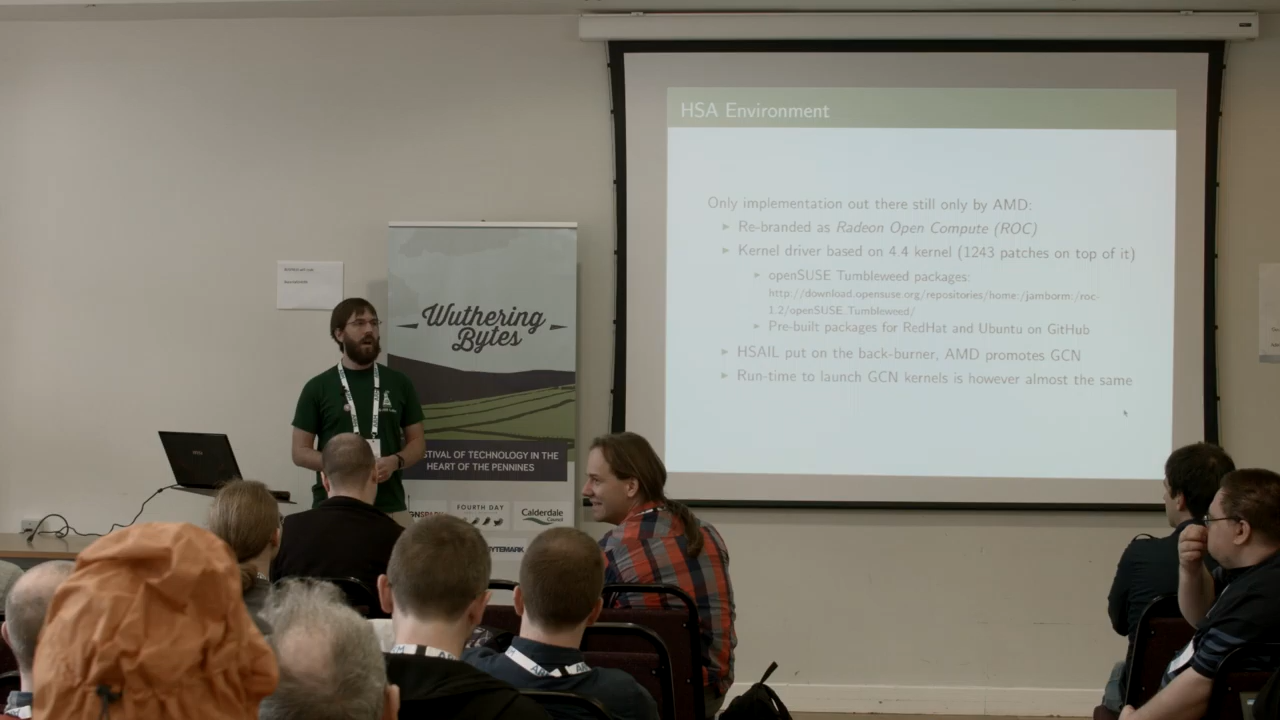 HSA Environment
Only implementation out there still only by AMD:
Re-branded as Radeon Open Compute (ROC)
Kernel driver based on 4.4 kernel (1243 patches on top of it)
openSUSE Tumbleweed packages:
http://download.opensuse.org/repositories/home:/jamborm:/roc-
1.2/openSUSE_Tumbleweed/
Pre-built packages for RedHat and Ubuntu on GitHub
HSAIL put on the back-burner, AMD promotes GCN
Run-time to launch GCN kernels is however almost the same
Wuthering
Bytes
STIVAL OF TECHNOLOGY IN THE
HEART OF THE PENNINES
FOURTH DAY
Calderdale
Council
BYTEMARK